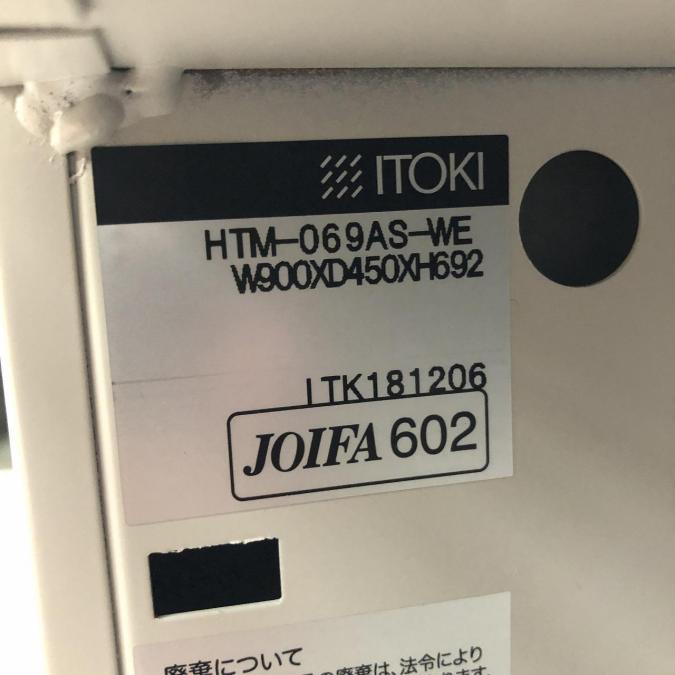 ITOKI
HTM-069AS-WE
W900XD450XH692
ITK181206
JOIFA 602
廃棄について
の廃棄は、法令により